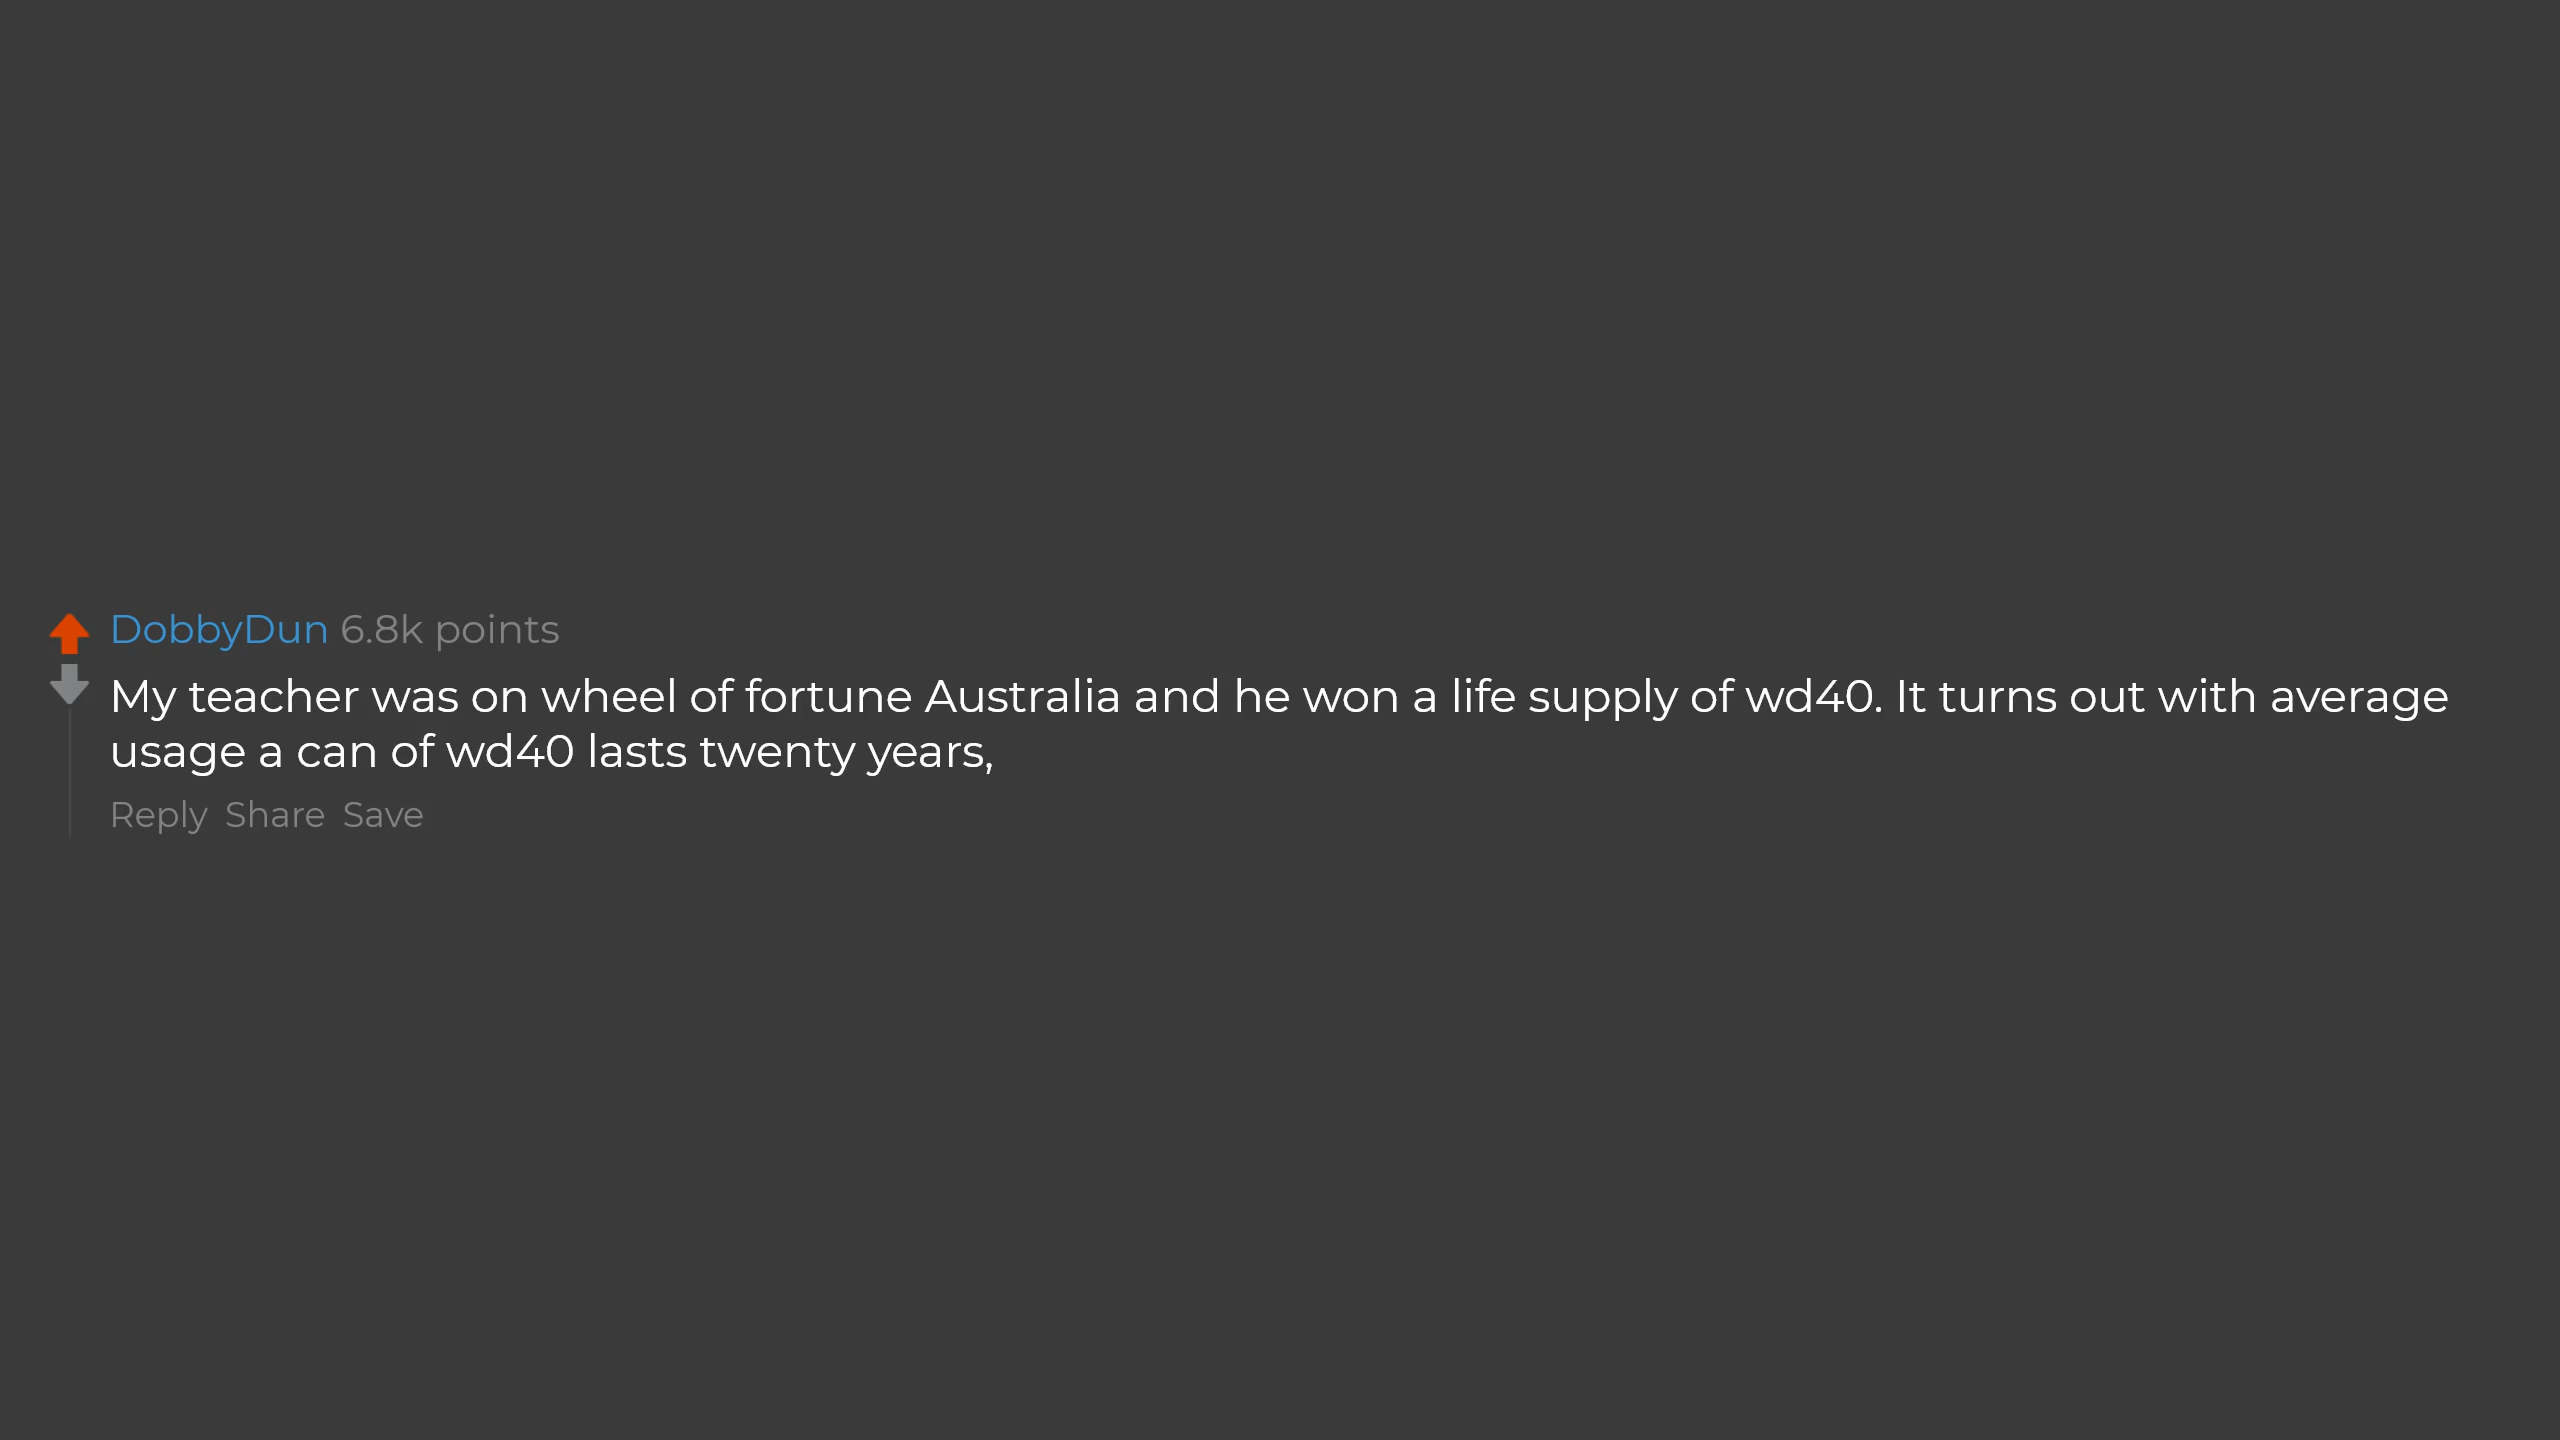 DobbyDun 6.8k points
My teacher was on wheel of fortune Australia and he won a life supply of wd40. It turns out with average
usage a can of wd40 lasts twenty years,
Reply Share Save